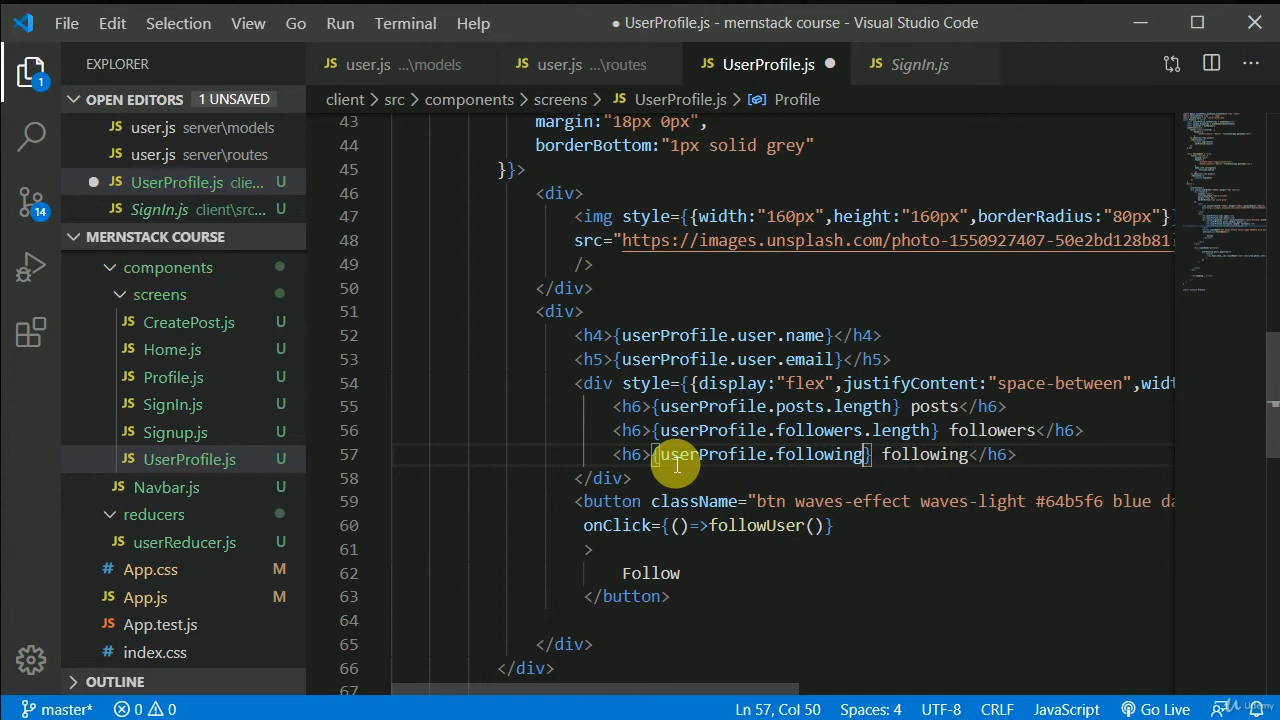 File Edit Selection View Go Run Terminal Help ● UserProfile.js - mernstack course - Visual Studio Code
EXPLORER
JS user.js ...\models
JS user.js ...\routes
JS UserProfile.js ●
JS SignIn.js
OPEN EDITORS 1 UNSAVED
JS user.js server\models
JS user.js server\routes
● JS UserProfile.js clie... U
JS SignIn.js client\src... U
MERNSTACK COURSE
components
screens
JS CreatePost.js U
JS Home.js U
JS Profile.js U
JS SignIn.js U
JS Signup.js U
JS UserProfile.js U
JS Navbar.js U
reducers
JS userReducer.js U
# App.css M
JS App.js M
JS App.test.js
# index.css
OUTLINE
1
14
client > src > components > screens > JS UserProfile.js > Profile
43 margin:"18px 0px",
44 borderBottom:"1px solid grey"
45 }}>
46 <div>
47 <img style={{width:"160px",height:"160px",borderRadius:"80px"}}
48 src="https://images.unsplash.com/photo-1550927407-50e2bd128b81
49 />
50 </div>
51 <div>
52 <h4>{userProfile.user.name}</h4>
53 <h5>{userProfile.user.email}</h5>
54 <div style={{display:"flex",justifyContent:"space-between",widt
55 <h6>{userProfile.posts.length} posts</h6>
56 <h6>{userProfile.followers.length} followers</h6>
57 <h6>{userProfile.following} following</h6>
58 </div>
59 <button className="btn waves-effect waves-light #64b5f6 blue da
60 onClick={()=>followUser()}
61 >
62 Follow
63 </button>
64
65 </div>
66 </div>
67
master* 0 0 Ln 57, Col 50 Spaces: 4 UTF-8 CRLF JavaScript Go Live
Udemy